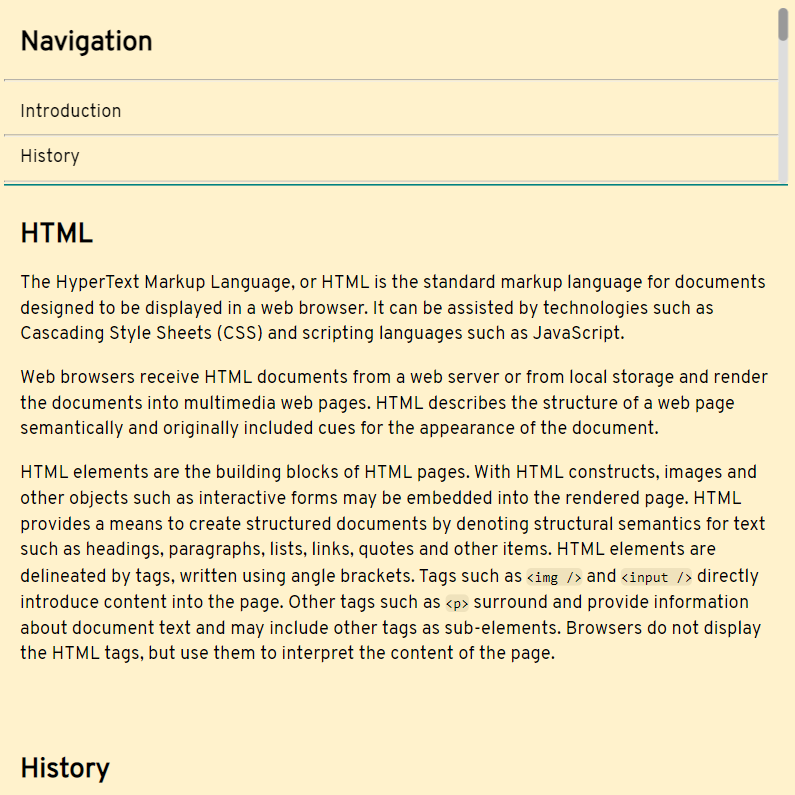 Navigation
Introduction
History
HTML
The HyperText Markup Language, or HTML is the standard markup language for documents
designed to be displayed in a web browser. It can be assisted by technologies such as
Cascading Style Sheets (CSS) and scripting languages such as JavaScript.
Web browsers receive HTML documents from a web server or from local storage and render
the documents into multimedia web pages. HTML describes the structure of a web page
semantically and originally included cues for the appearance of the document.
HTML elements are the building blocks of HTML pages. With HTML constructs, images and
other objects such as interactive forms may be embedded into the rendered page. HTML
provides a means to create structured documents by denoting structural semantics for text
such as headings, paragraphs, lists, links, quotes and other items. HTML elements are
delineated by tags, written using angle brackets. Tags such as <img /> and <input /> directly
introduce content into the page. Other tags such as <p> surround and provide information
about document text and may include other tags as sub-elements. Browsers do not display
the HTML tags, but use them to interpret the content of the page.
History